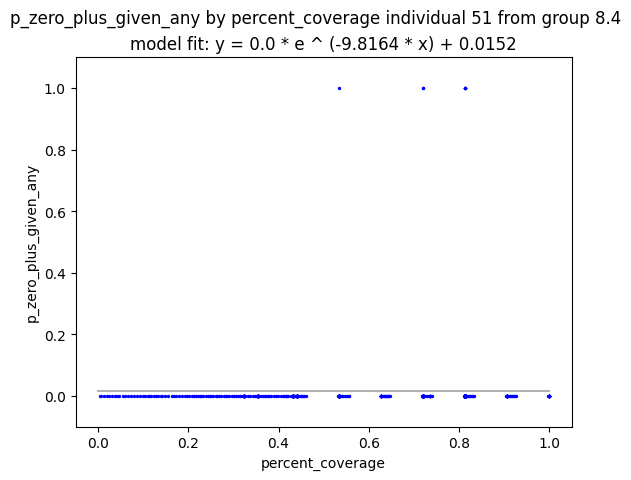 p_zero_plus_given_any by percent_coverage individual 51 from group 8.4
model fit: y = 0.0 * e ^ (-9.8164 * x) + 0.0152
1.0
0.8
0.6
0.4
0.2
0.0
p_zero_plus_given_any
0.0 0.2 0.4 0.6 0.8 1.0
percent_coverage